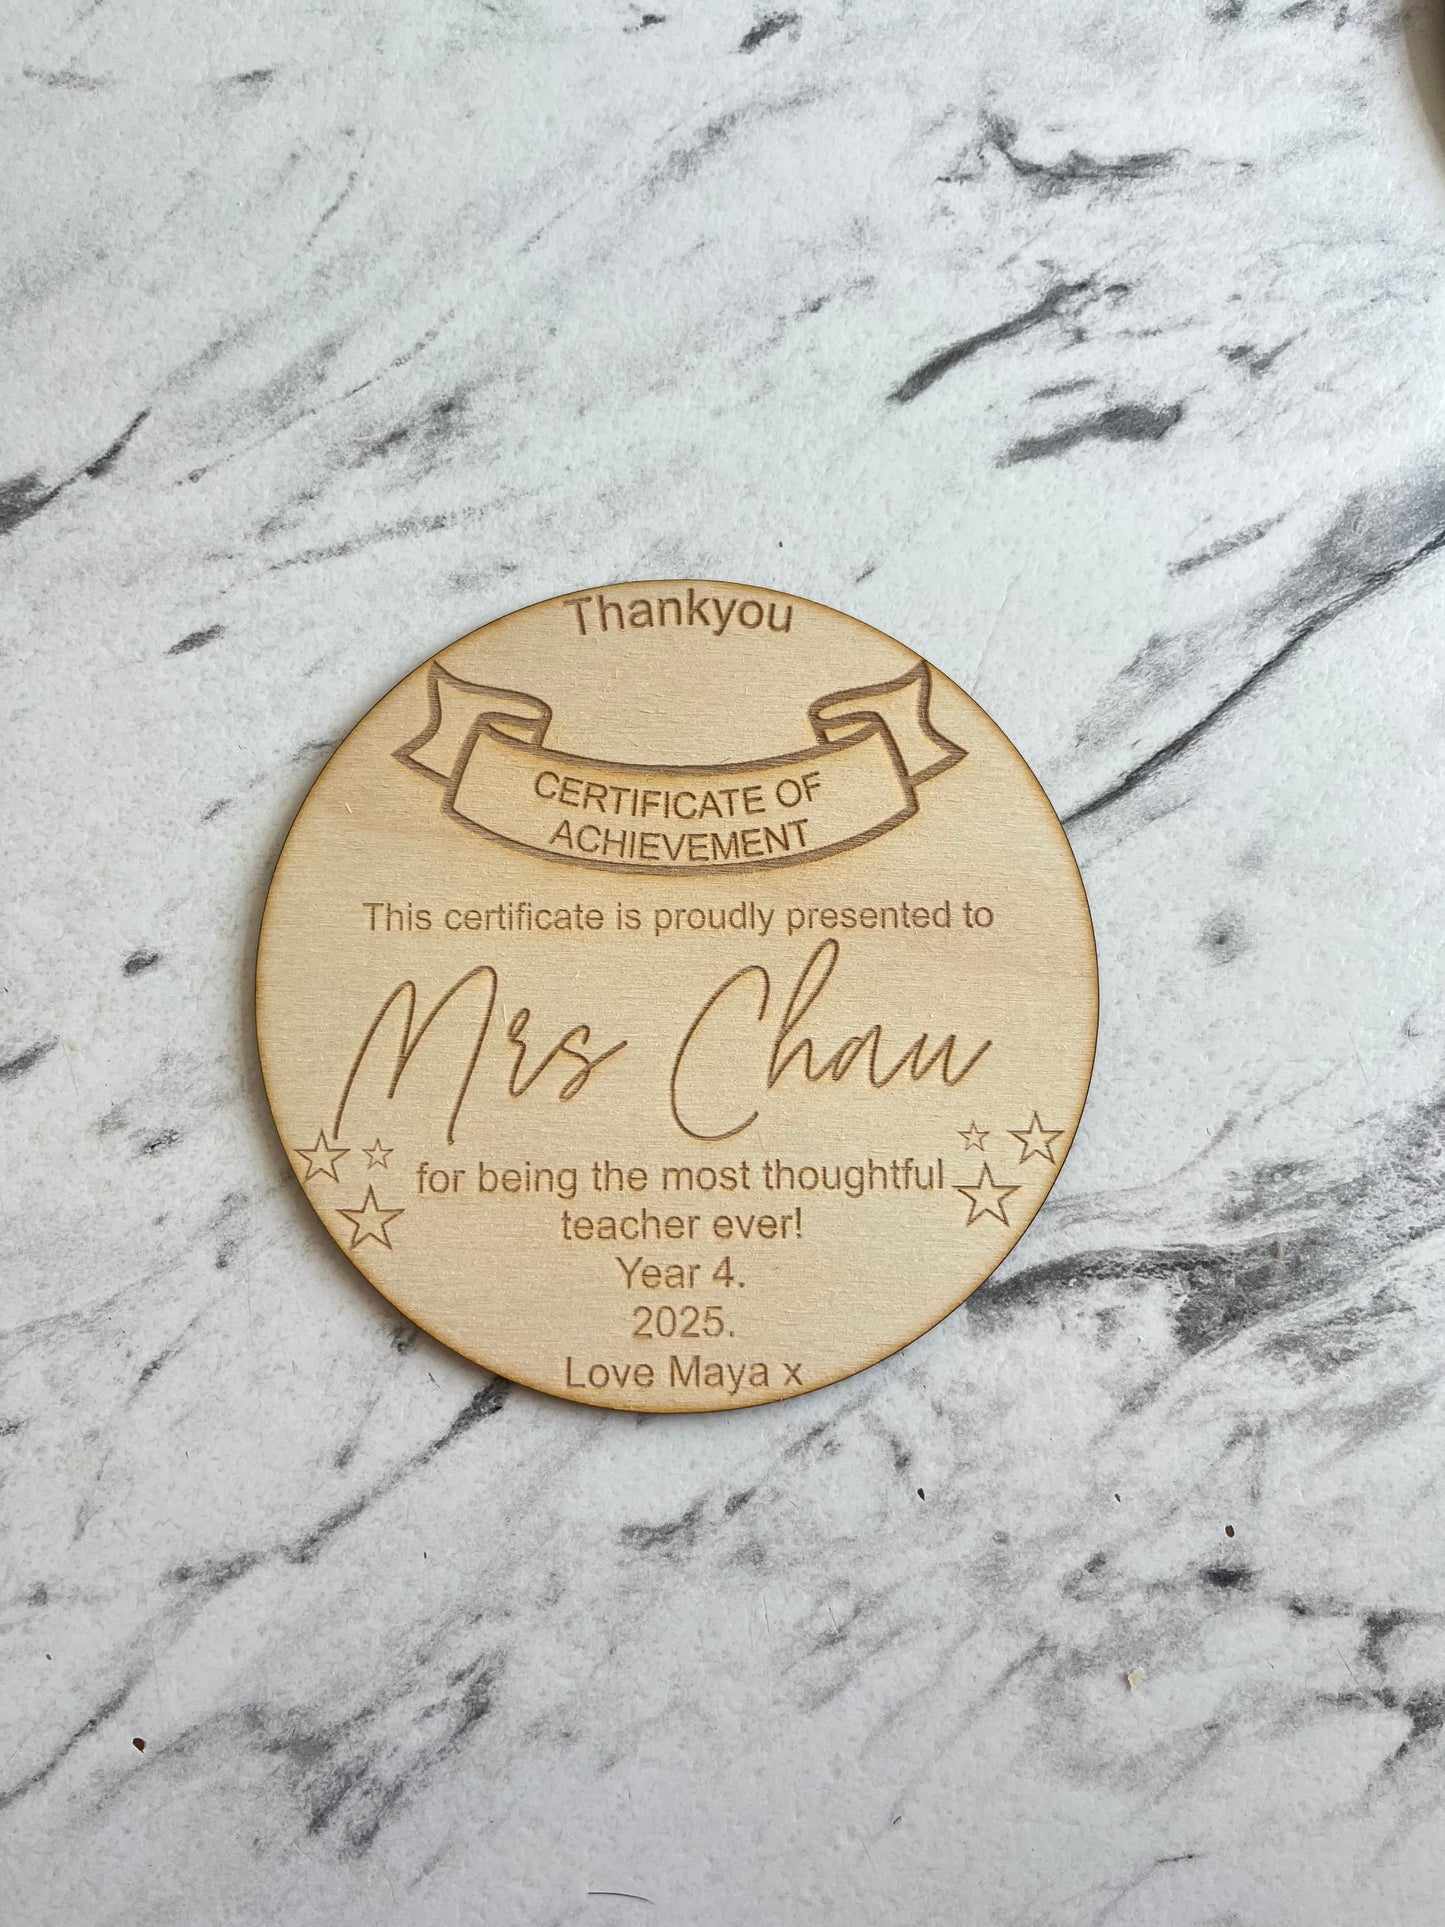 Thankyou
CERTIFICATE OF
ACHIEVEMENT
This certificate is proudly presented to
Mrs Chau
for being the most thoughtful
teacher ever!
Year 4.
2025.
Love Maya x